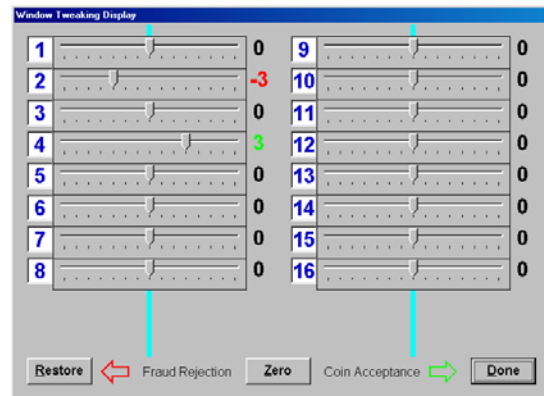 Window Tweaking Display
1 0 9 0
2 -3 10 0
3 0 11 0
4 3 12 0
5 0 13 0
6 0 14 0
7 0 15 0
8 0 16 0
Restore Fraud Rejection Zero Coin Acceptance Done